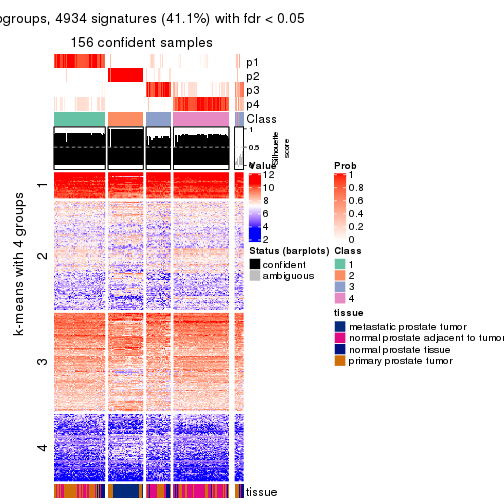 ogroups, 4934 signatures (41.1%) with fdr < 0.05
156 confident samples
p1
p2
p3
p4
Class
1
0.5
0
Silhouette
score
k-means with 4 groups
1
2
3
4
tissue
Value
12
10
8
6
4
2
Prob
1
0.8
0.6
0.4
0.2
0
Status (barplots)
confident
ambiguous
Class
1
2
3
4
tissue
metastatic prostate tumor
normal prostate adjacent to tumor
normal prostate tissue
primary prostate tumor